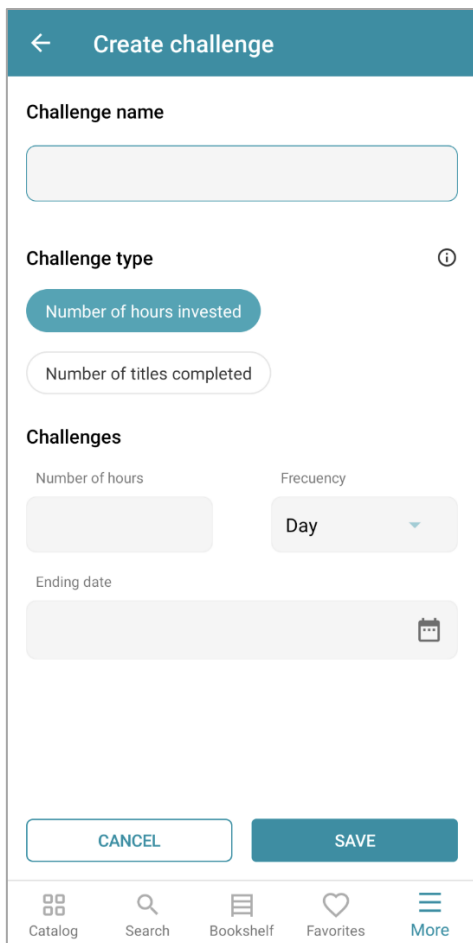 Create challenge
Challenge name
Challenge type
Number of hours invested
Number of titles completed
Challenges
Number of hours Frecuency
Day
Ending date
CANCEL SAVE
Catalog Search Bookshelf Favorites More